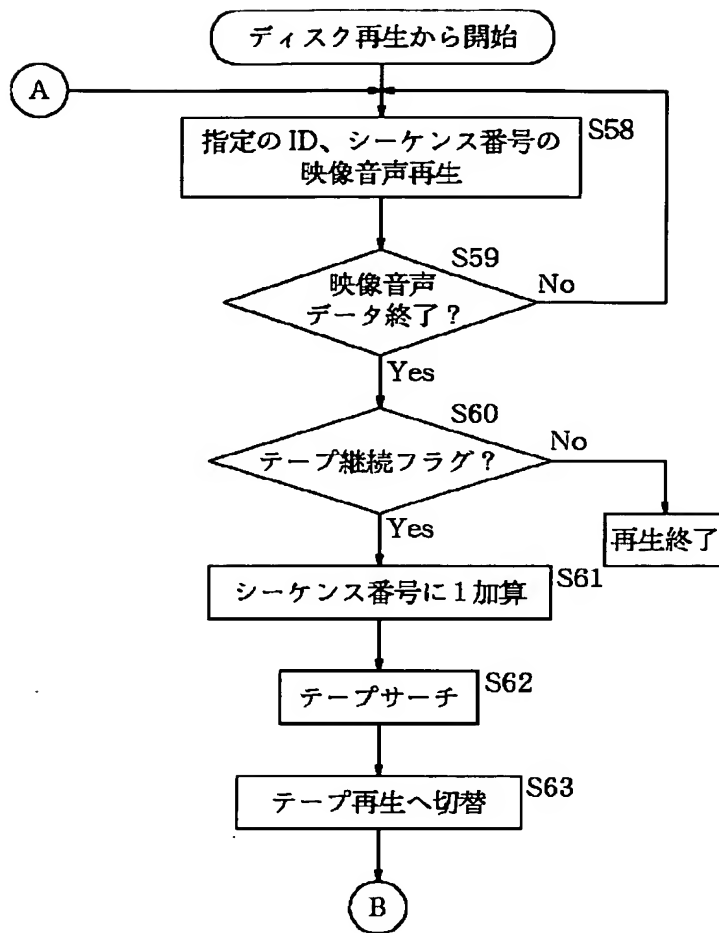 ディスク再生から開始
A
指定の ID、シーケンス番号の
映像音声再生
S58
S59
映像音声
データ終了？
No
Yes
S60
テープ継続フラグ？
No
Yes
再生終了
シーケンス番号に１加算
S61
テープサーチ
S62
テープ再生へ切替
S63
B